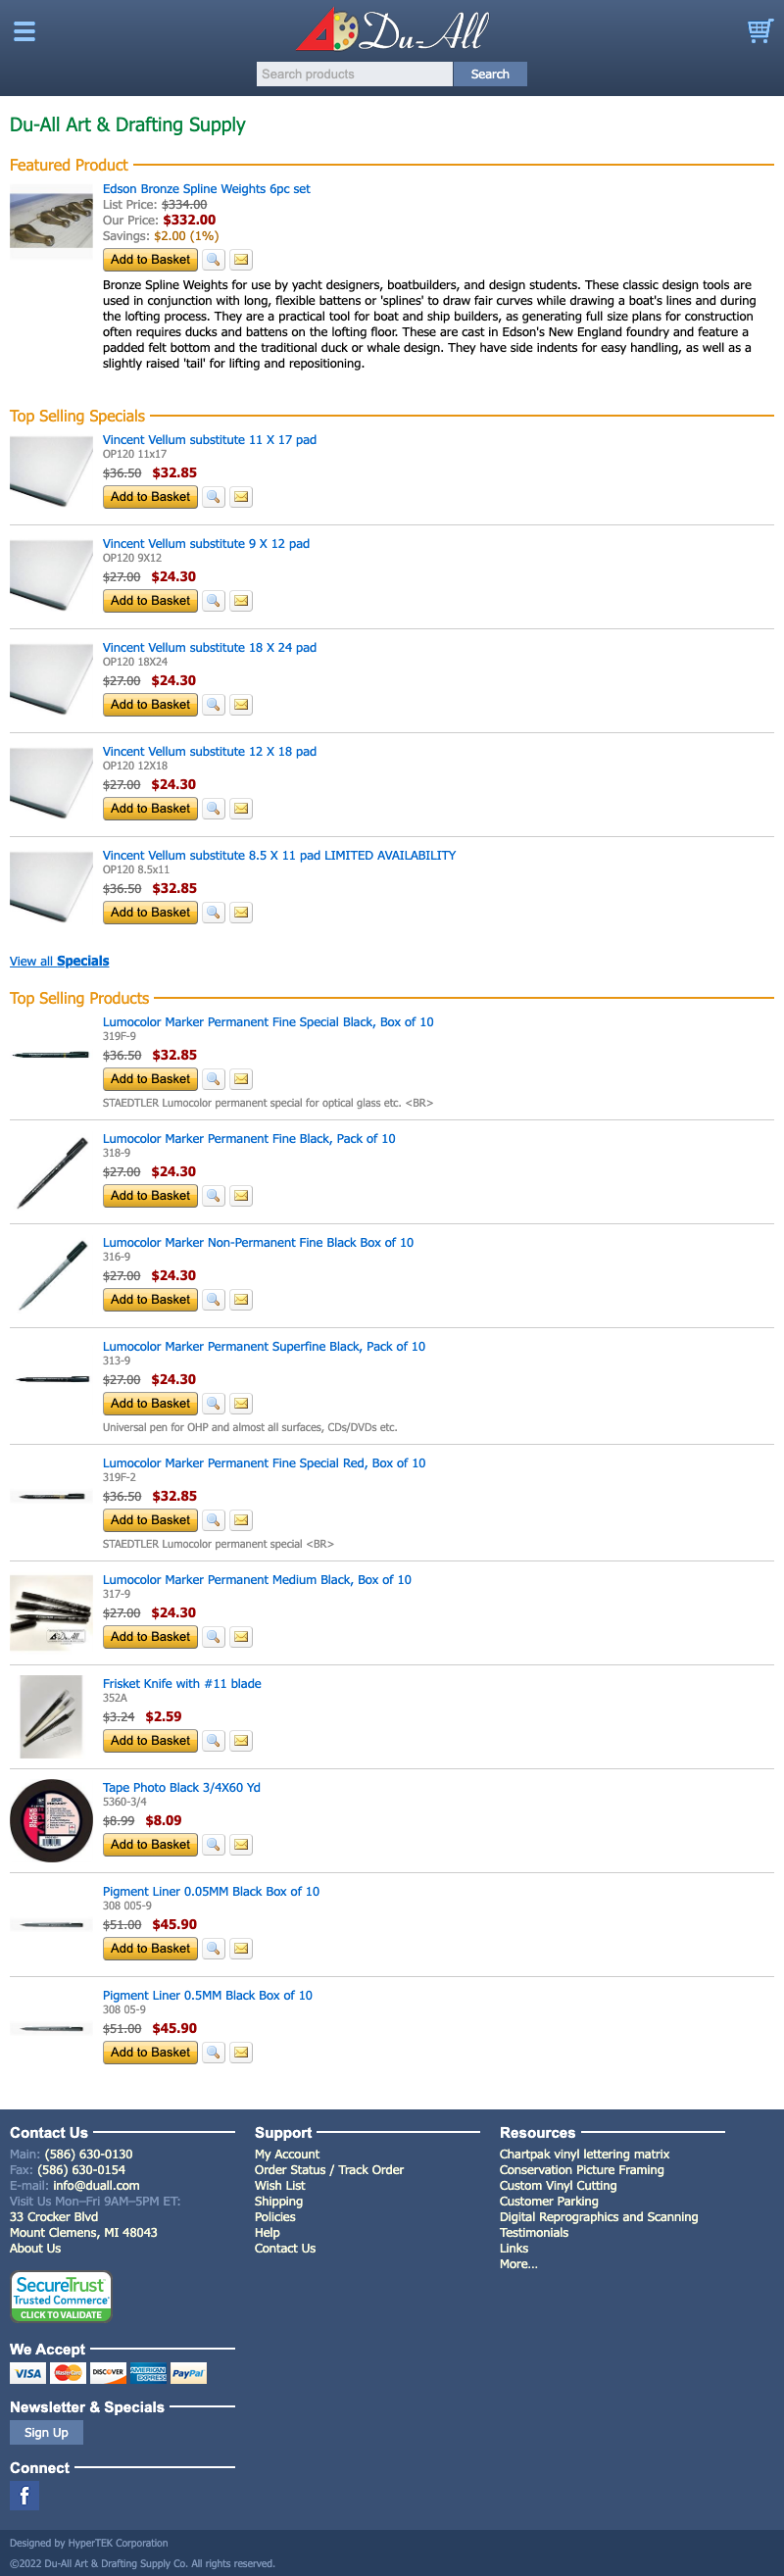 Du-All
Search products
Search
Du-All Art & Drafting Supply
Featured Product
Edson Bronze Spline Weights 6pc set
List Price: $334.00
Our Price: $332.00
Savings: $2.00 (1%)
Add to Basket
Bronze Spline Weights for use by yacht designers, boatbuilders, and design students. These classic design tools are
used in conjunction with long, flexible battens or 'splines' to draw fair curves while drawing a boat's lines and during
the lofting process. They are a practical tool for boat and ship builders, as generating full size plans for construction
often requires ducks and battens on the lofting floor. These are cast in Edson's New England foundry and feature a
padded felt bottom and the traditional duck or whale design. They have side indents for easy handling, as well as a
slightly raised 'tail' for lifting and repositioning.
Top Selling Specials
Vincent Vellum substitute 11 X 17 pad
OP120 11x17
$36.50 $32.85
Add to Basket
Vincent Vellum substitute 9 X 12 pad
OP120 9X12
$27.00 $24.30
Add to Basket
Vincent Vellum substitute 18 X 24 pad
OP120 18X24
$27.00 $24.30
Add to Basket
Vincent Vellum substitute 12 X 18 pad
OP120 12X18
$27.00 $24.30
Add to Basket
Vincent Vellum substitute 8.5 X 11 pad LIMITED AVAILABILITY
OP120 8.5x11
$36.50 $32.85
Add to Basket
View all Specials
Top Selling Products
Lumocolor Marker Permanent Fine Special Black, Box of 10
319F-9
$36.50 $32.85
Add to Basket
STAEDTLER Lumocolor permanent special for optical glass etc. <BR>
Lumocolor Marker Permanent Fine Black, Pack of 10
318-9
$27.00 $24.30
Add to Basket
Lumocolor Marker Non-Permanent Fine Black Box of 10
316-9
$27.00 $24.30
Add to Basket
Lumocolor Marker Permanent Superfine Black, Pack of 10
313-9
$27.00 $24.30
Add to Basket
Universal pen for OHP and almost all surfaces, CDs/DVDs etc.
Lumocolor Marker Permanent Fine Special Red, Box of 10
319F-2
$36.50 $32.85
Add to Basket
STAEDTLER Lumocolor permanent special <BR>
Lumocolor Marker Permanent Medium Black, Box of 10
317-9
$27.00 $24.30
Add to Basket
Frisket Knife with #11 blade
352A
$3.24 $2.59
Add to Basket
Tape Photo Black 3/4X60 Yd
5360-3/4
$8.99 $8.09
Add to Basket
Pigment Liner 0.05MM Black Box of 10
308 005-9
$51.00 $45.90
Add to Basket
Pigment Liner 0.5MM Black Box of 10
308 05-9
$51.00 $45.90
Add to Basket
Contact Us
Main: (586) 630-0130
Fax: (586) 630-0154
E-mail: info@duall.com
Visit Us Mon–Fri 9AM–5PM ET:
33 Crocker Blvd
Mount Clemens, MI 48043
About Us
SecureTrust
Trusted Commerce
CLICK TO VALIDATE
We Accept
VISA MasterCard DISCOVER AMERICAN EXPRESS PayPal
Newsletter & Specials
Sign Up
Connect
f
Support
My Account
Order Status / Track Order
Wish List
Shipping
Policies
Help
Contact Us
Resources
Chartpak vinyl lettering matrix
Conservation Picture Framing
Custom Vinyl Cutting
Customer Parking
Digital Reprographics and Scanning
Testimonials
Links
More...
Designed by HyperTEK Corporation
©2022 Du-All Art & Drafting Supply Co. All rights reserved.